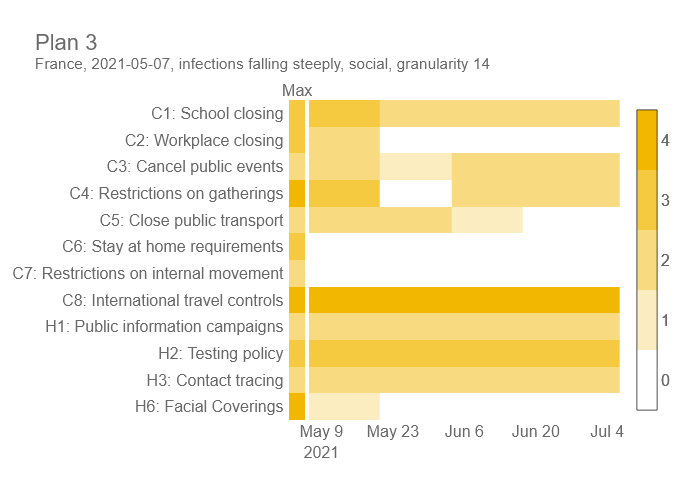 Plan 3
France, 2021-05-07, infections falling steeply, social, granularity 14
Max
C1: School closing
C2: Workplace closing
C3: Cancel public events
C4: Restrictions on gatherings
C5: Close public transport
C6: Stay at home requirements
C7: Restrictions on internal movement
C8: International travel controls
H1: Public information campaigns
H2: Testing policy
H3: Contact tracing
H6: Facial Coverings
May 9 May 23 Jun 6 Jun 20 Jul 4
2021
4
3
2
1
0